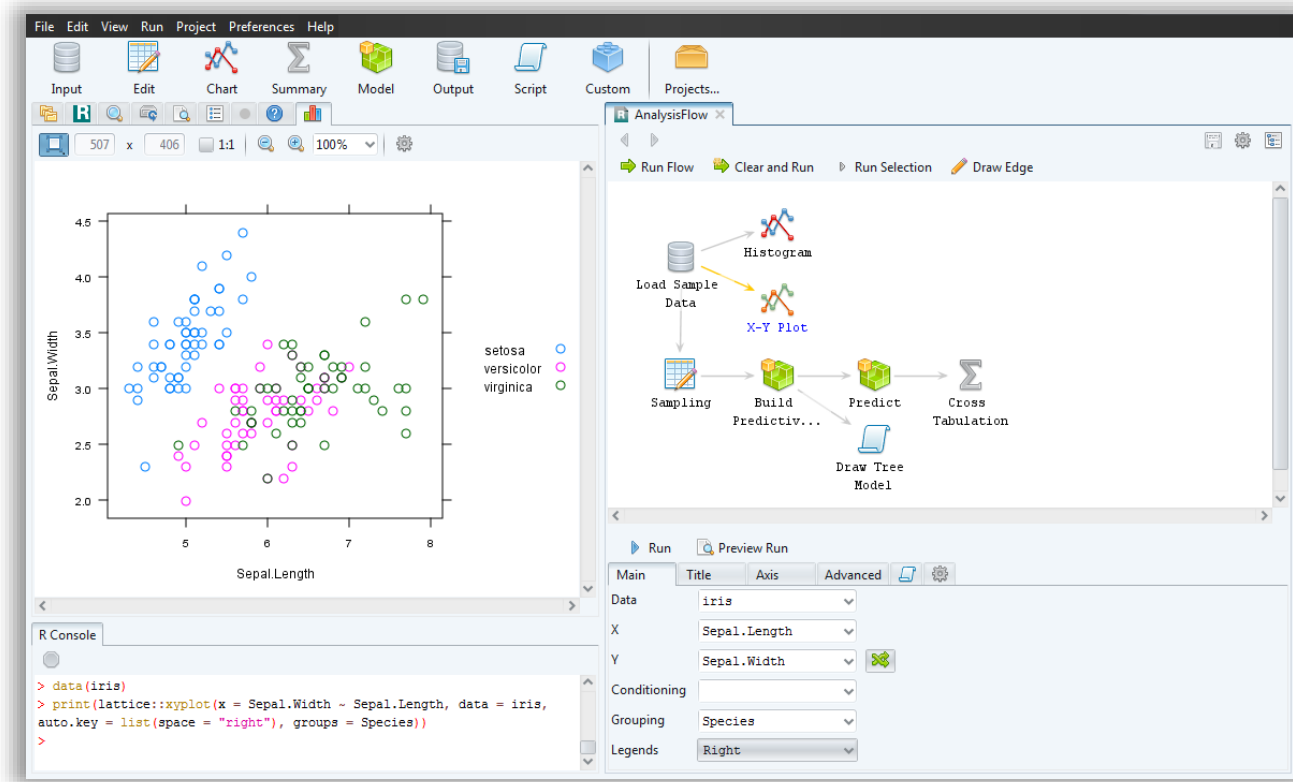 File Edit View Run Project Preferences Help
Input Edit Chart Summary Model Output Script Custom Projects...
R
AnalysisFlow
507 x 406 1:1 100%
Run Flow Clear and Run Run Selection Draw Edge
4.5
4.0
3.5
3.0
2.5
2.0
Sepal.Width
5 6 7 8
Sepal.Length
setosa
versicolor
virginica
Histogram
Load Sample
Data
X-Y Plot
Sampling
Build
Predictiv...
Predict
Cross
Tabulation
Draw Tree
Model
Run Preview Run
Main Title Axis Advanced
Data iris
X Sepal.Length
Y Sepal.Width
Conditioning
Grouping Species
Legends Right
R Console
> data(iris)
> print(lattice::xyplot(x = Sepal.Width ~ Sepal.Length, data = iris,
auto.key = list(space = "right"), groups = Species))
>